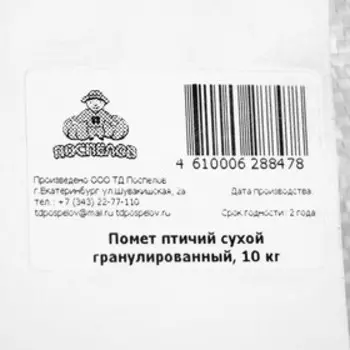 ПОСПЕЛОВ
4 610006 288478
Произведено ООО ТД Поспелов
г.Екатеринбург ул.Шувакишская, 2а
тел.: +7 (343) 22-77-110
tdpospelov@mail.ru tdpospelov.ru
Дата производства:
Срок годности: 2 года
Помет птичий сухой
гранулированный, 10 кг